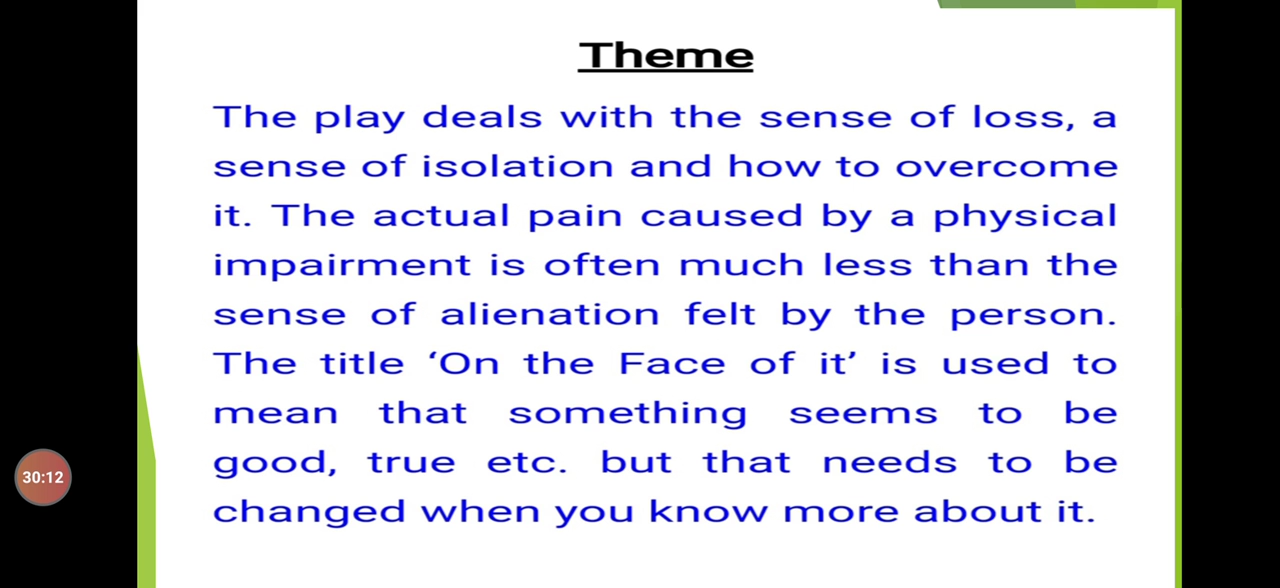 Theme
The play deals with the sense of loss, a
sense of isolation and how to overcome
it. The actual pain caused by a physical
impairment is often much less than the
sense of alienation felt by the person.
The title ‘On the Face of it’ is used to
mean that something seems to be
good, true etc. but that needs to be
changed when you know more about it.
30:12